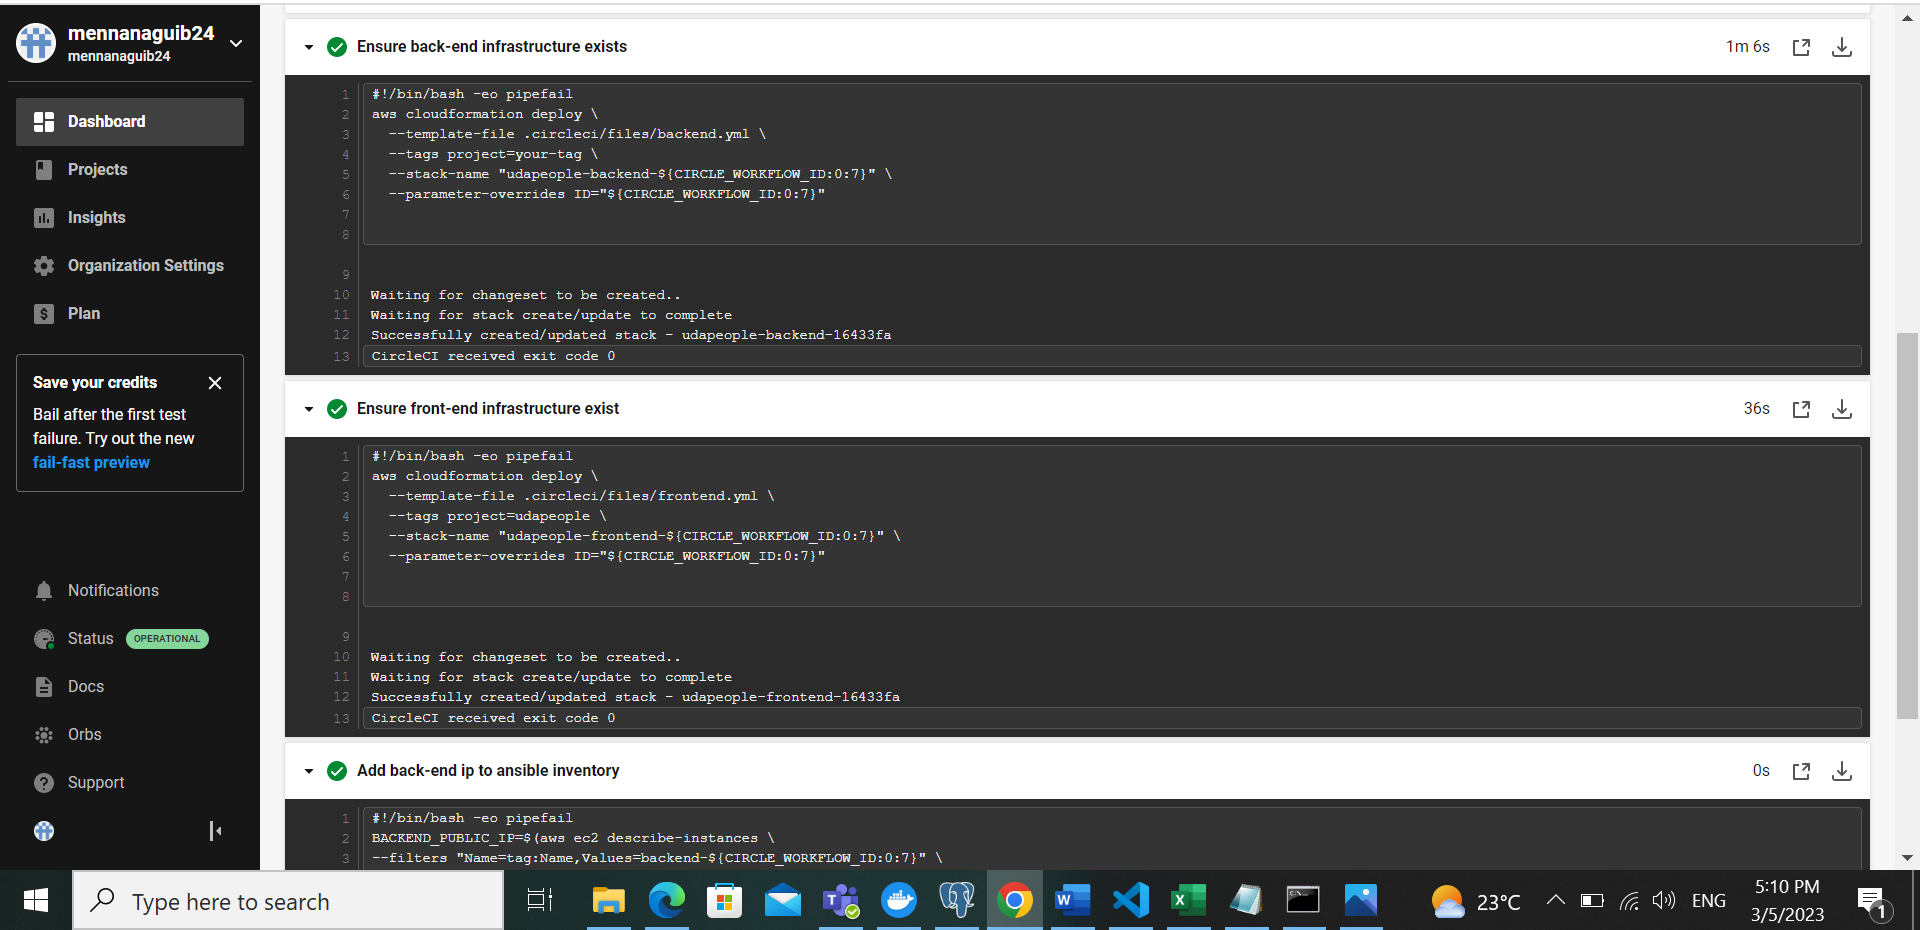 mennanaguib24
mennanaguib24
Dashboard
Projects
Insights
Organization Settings
Plan
Save your credits
Bail after the first test
failure. Try out the new
fail-fast preview
Notifications
Status OPERATIONAL
Docs
Orbs
Support
Ensure back-end infrastructure exists 1m 6s
1 #!/bin/bash -eo pipefail
2 aws cloudformation deploy \
3 --template-file .circleci/files/backend.yml \
4 --tags project=your-tag \
5 --stack-name "udapeople-backend-${CIRCLE_WORKFLOW_ID:0:7}" \
6 --parameter-overrides ID="${CIRCLE_WORKFLOW_ID:0:7}"
7
8
9
10 Waiting for changeset to be created..
11 Waiting for stack create/update to complete
12 Successfully created/updated stack - udapeople-backend-16433fa
13 CircleCI received exit code 0
Ensure front-end infrastructure exist 36s
1 #!/bin/bash -eo pipefail
2 aws cloudformation deploy \
3 --template-file .circleci/files/frontend.yml \
4 --tags project=udapeople \
5 --stack-name "udapeople-frontend-${CIRCLE_WORKFLOW_ID:0:7}" \
6 --parameter-overrides ID="${CIRCLE_WORKFLOW_ID:0:7}"
7
8
9
10 Waiting for changeset to be created..
11 Waiting for stack create/update to complete
12 Successfully created/updated stack - udapeople-frontend-16433fa
13 CircleCI received exit code 0
Add back-end ip to ansible inventory 0s
1 #!/bin/bash -eo pipefail
2 BACKEND_PUBLIC_IP=$(aws ec2 describe-instances \
3 --filters "Name=tag:Name,Values=backend-${CIRCLE_WORKFLOW_ID:0:7}" \
Type here to search
23°C
ENG
5:10 PM
3/5/2023
1